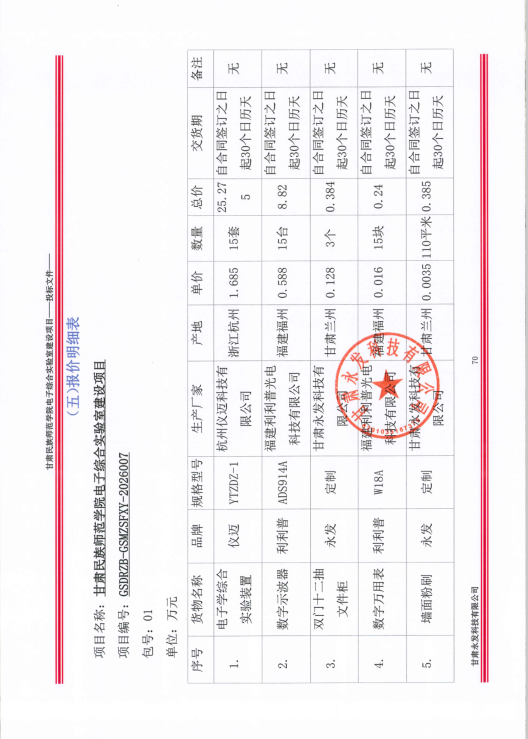 甘肃民族师范学院电子综合实验室建设项目——投标文件——
(五)报价明细表
项目名称：甘肃民族师范学院电子综合实验室建设项目
项目编号：GSDRZB-GSMZSFXY-2026007
包号：01
单位：万元
序号 货物名称 品牌 规格型号 生产厂家 产地 单价 数量 总价 交货期 备注
1. 电子学综合实验装置 仪迈 YTZDZ-1 杭州仪迈科技有限公司 浙江杭州 1.685 15套 25.275 自合同签订之日起30个日历天 无
2. 数字示波器 利利普 ADS914A 福建利利普光电科技有限公司 福建福州 0.588 15台 8.82 自合同签订之日起30个日历天 无
3. 双门十二抽文件柜 永发 定制 甘肃永发科技有限公司 甘肃兰州 0.128 3个 0.384 自合同签订之日起30个日历天 无
4. 数字万用表 利利普 W18A 福建利利普光电科技有限公司 福建福州 0.016 15块 0.24 自合同签订之日起30个日历天 无
5. 墙面粉刷 永发 定制 甘肃永发科技有限公司 甘肃兰州 0.0035 110平米 0.385 自合同签订之日起30个日历天 无
甘肃永发科技有限公司
甘肃永发科技有限公司
70